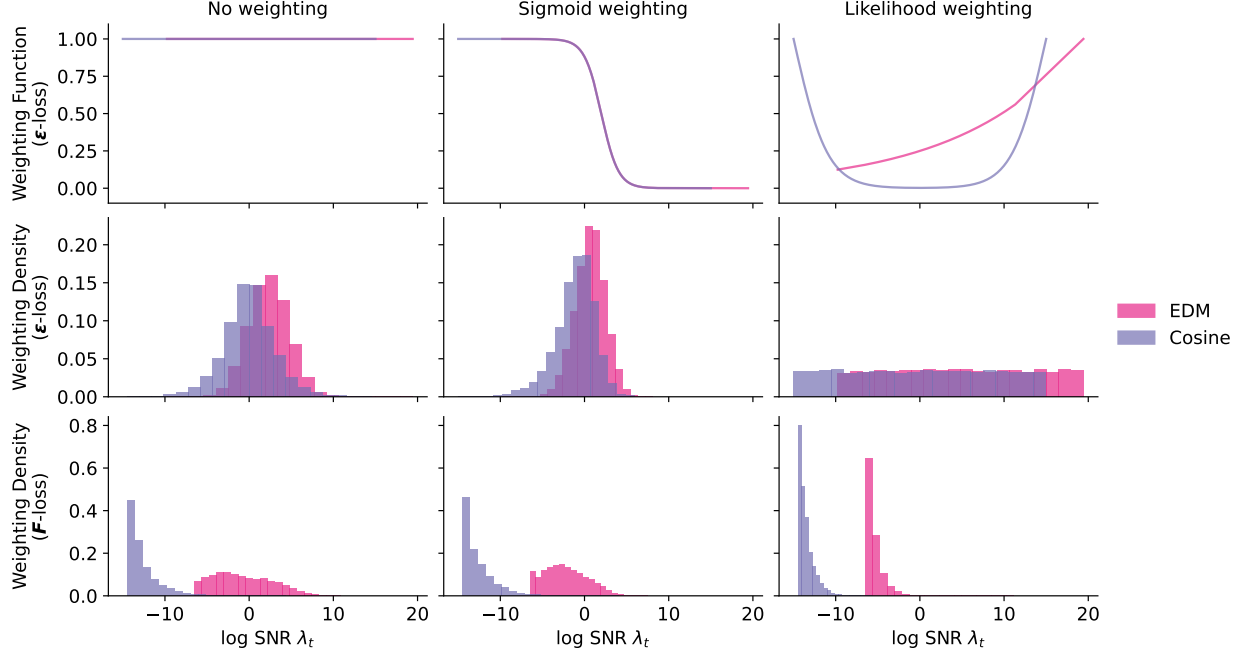 No weighting
Sigmoid weighting
Likelihood weighting
Weighting Function
(ε-loss)
1.00
0.75
0.50
0.25
0.00
Weighting Density
(ε-loss)
0.20
0.15
0.10
0.05
0.00
EDM
Cosine
Weighting Density
(F-loss)
0.8
0.6
0.4
0.2
0.0
−10 0 10 20
−10 0 10 20
−10 0 10 20
log SNR λt
log SNR λt
log SNR λt